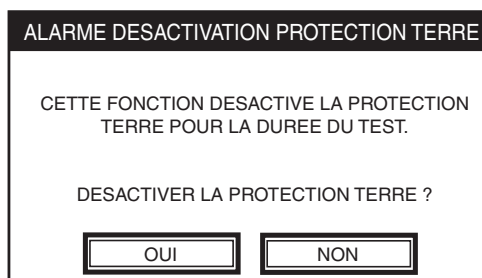 ALARME DESACTIVATION PROTECTION TERRE
CETTE FONCTION DESACTIVE LA PROTECTION
TERRE POUR LA DUREE DU TEST.
DESACTIVER LA PROTECTION TERRE ?
OUI NON